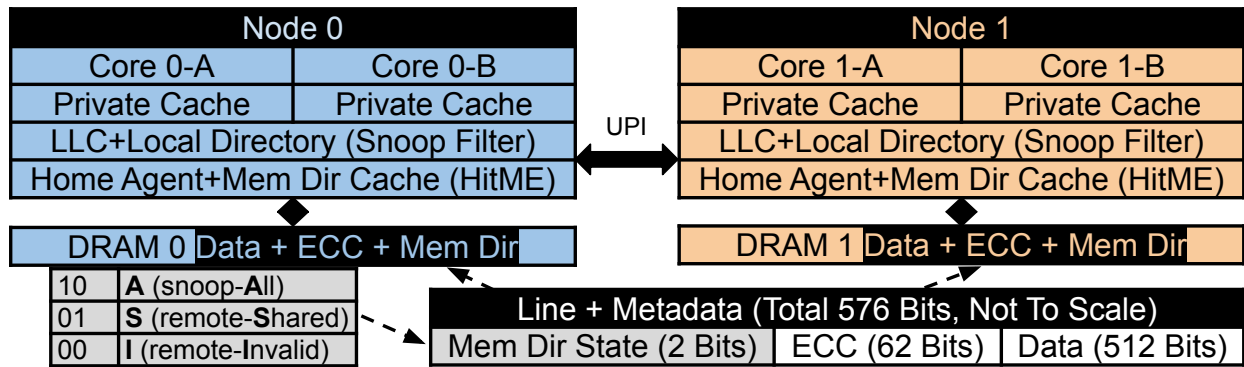 Node 0
Core 0-A Core 0-B
Private Cache Private Cache
LLC+Local Directory (Snoop Filter)
Home Agent+Mem Dir Cache (HitME)
UPI
Node 1
Core 1-A Core 1-B
Private Cache Private Cache
LLC+Local Directory (Snoop Filter)
Home Agent+Mem Dir Cache (HitME)
DRAM 0 Data + ECC + Mem Dir
DRAM 1 Data + ECC + Mem Dir
10 A (snoop-All)
01 S (remote-Shared)
00 I (remote-Invalid)
Line + Metadata (Total 576 Bits, Not To Scale)
Mem Dir State (2 Bits) ECC (62 Bits) Data (512 Bits)